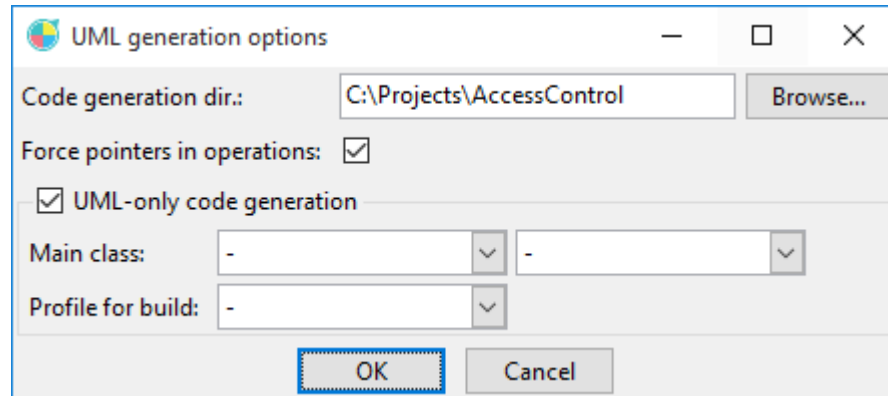 UML generation options
Code generation dir.: C:\Projects\AccessControl Browse...
Force pointers in operations:
UML-only code generation
Main class: - -
Profile for build: -
OK Cancel